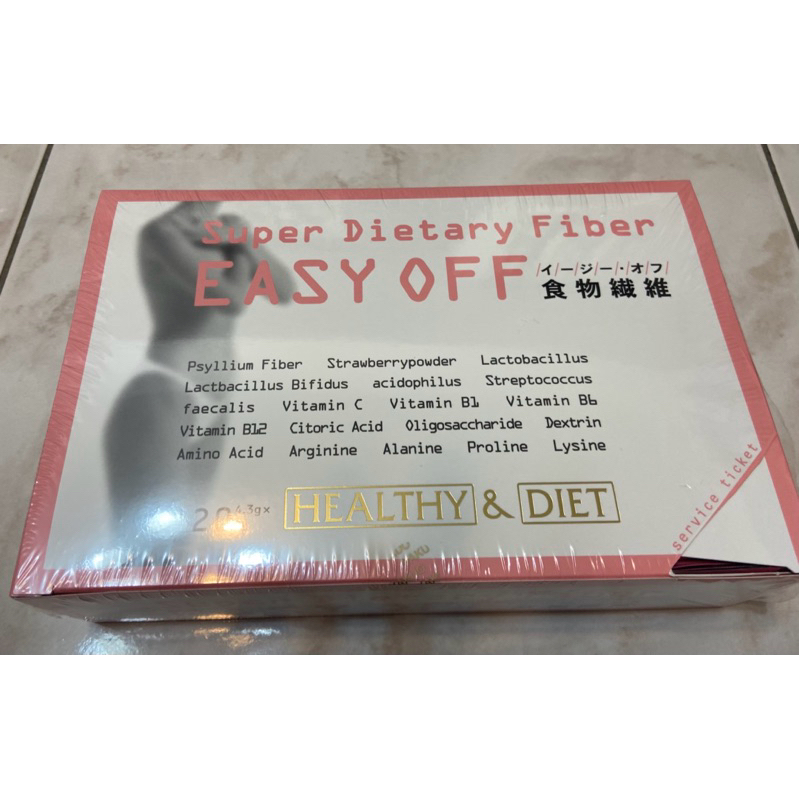 Super Dietary Fiber
EASY OFF
/イ/ー/ジ/ー/・/オ/フ/
食物繊維
Psyllium Fiber Strawberrypowder Lactobacillus
Lactbacillus Bifidus acidophilus Streptococcus
faecalis Vitamin C Vitamin B1 Vitamin B6
Vitamin B12 Citoric Acid Oligosaccharide Dextrin
Amino Acid Arginine Alanine Proline Lysine
4.3g×
HEALTHY & DIET
service ticket